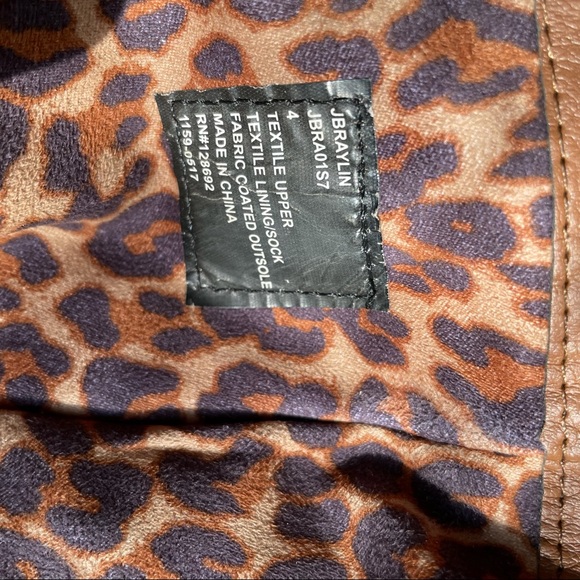 JBRAYLIN
JBRA01S7
4
TEXTILE UPPER
TEXTILE LINING/SOCK
FABRIC COATED OUTSOLE
MADE IN CHINA
RN#128692
1159-0517